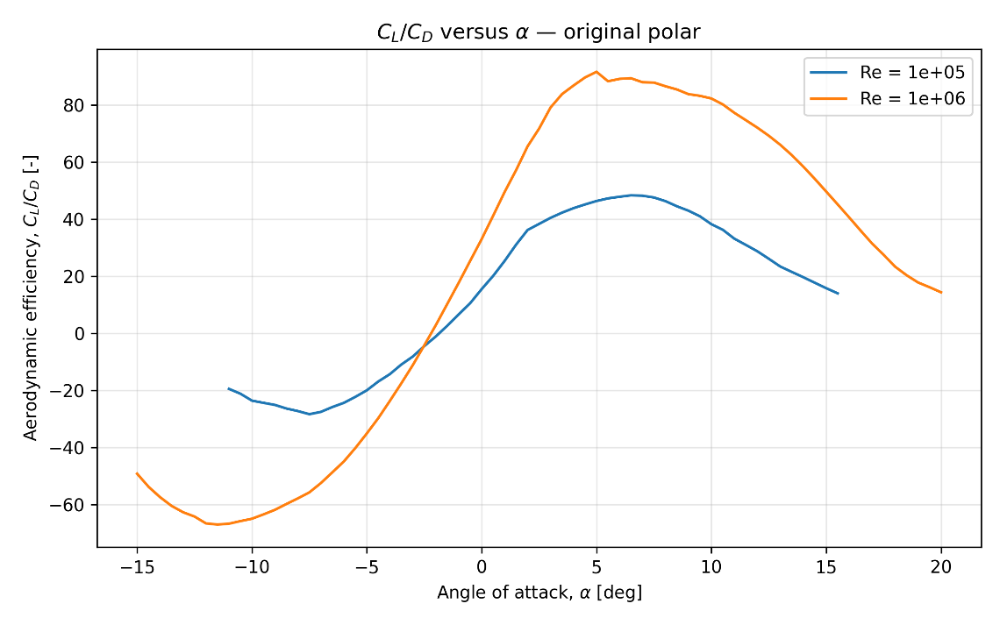 C_L/C_D versus α — original polar
Re = 1e+05
Re = 1e+06
Aerodynamic efficiency, C_L/C_D [-]
80
60
40
20
0
−20
−40
−60
−15 −10 −5 0 5 10 15 20
Angle of attack, α [deg]